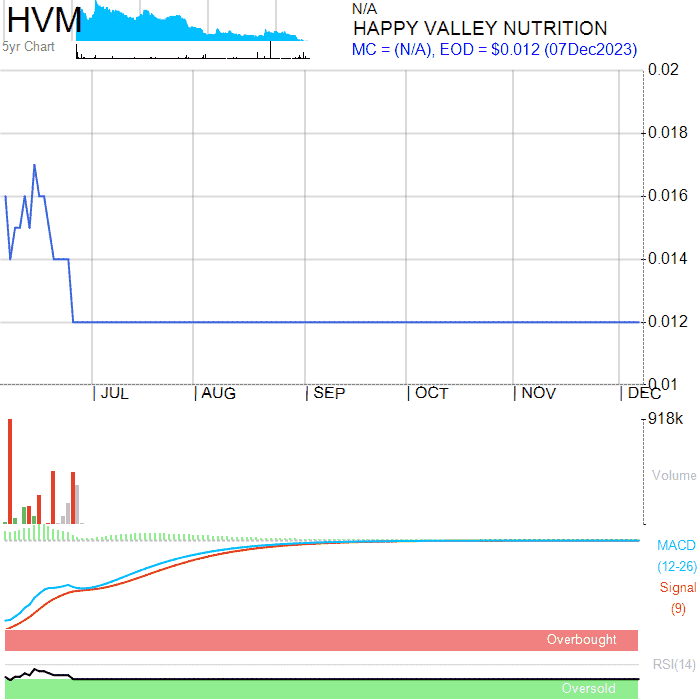 HVM
5yr Chart
N/A
HAPPY VALLEY NUTRITION
MC = (N/A), EOD = $0.012 (07Dec2023)
0.02
0.018
0.016
0.014
0.012
0.01
| JUL | AUG | SEP | OCT | NOV | DEC
918k
Volume
MACD
(12-26)
Signal
(9)
Overbought
RSI(14)
Oversold